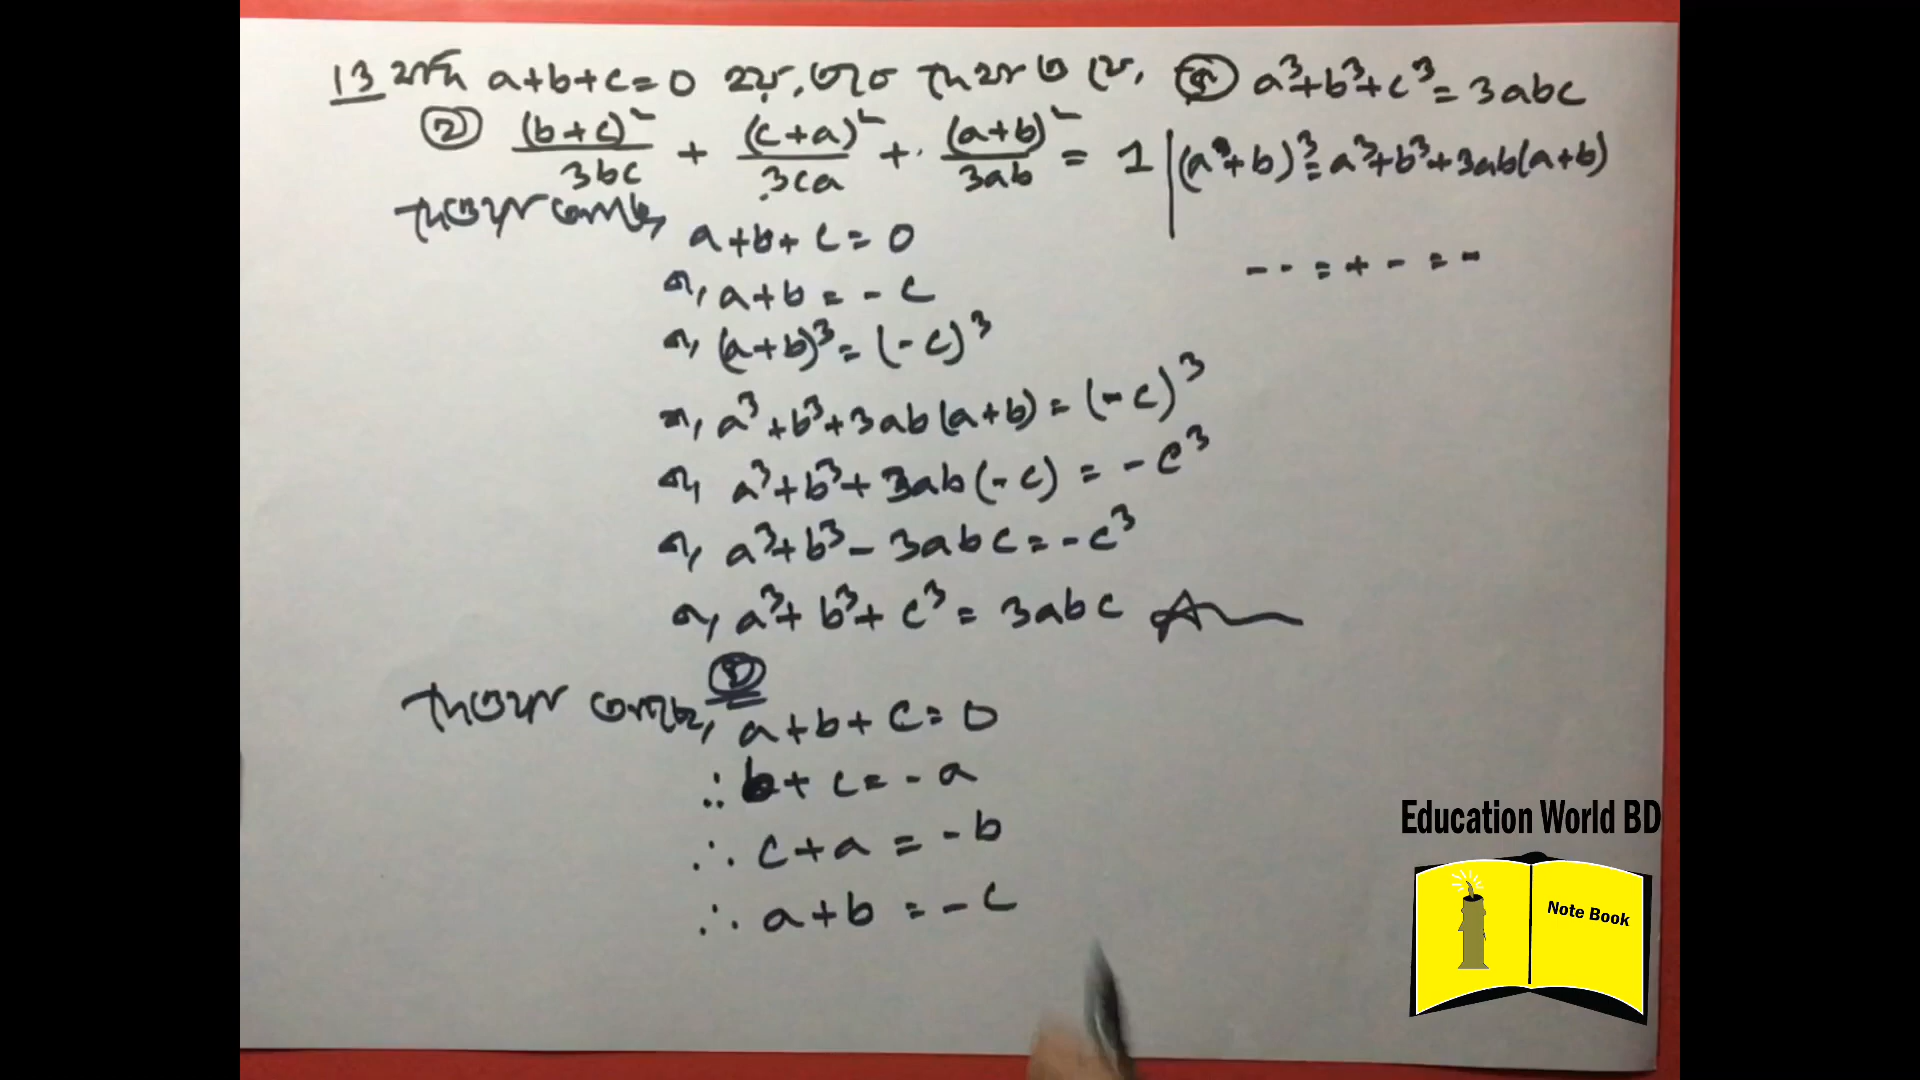 13 যদি a+b+c=0 হয়, তবে দেখাও যে, (ক) a³+b³+c³=3abc
(খ) (b+c)²/3bc + (c+a)²/3ca + (a+b)²/3ab = 1 | (a+b)³=a³+b³+3ab(a+b)
দেওয়া আছে,
a+b+c=0
- - = + - = -
বা, a+b=-c
বা, (a+b)³=(-c)³
বা, a³+b³+3ab(a+b)=(-c)³
বা, a³+b³+3ab(-c)=-c³
বা, a³+b³-3abc=-c³
বা, a³+b³+c³=3abc
দেওয়া আছে, a+b+c=0
∴ b+c=-a
∴ c+a=-b
∴ a+b=-c
Education World BD
Note Book